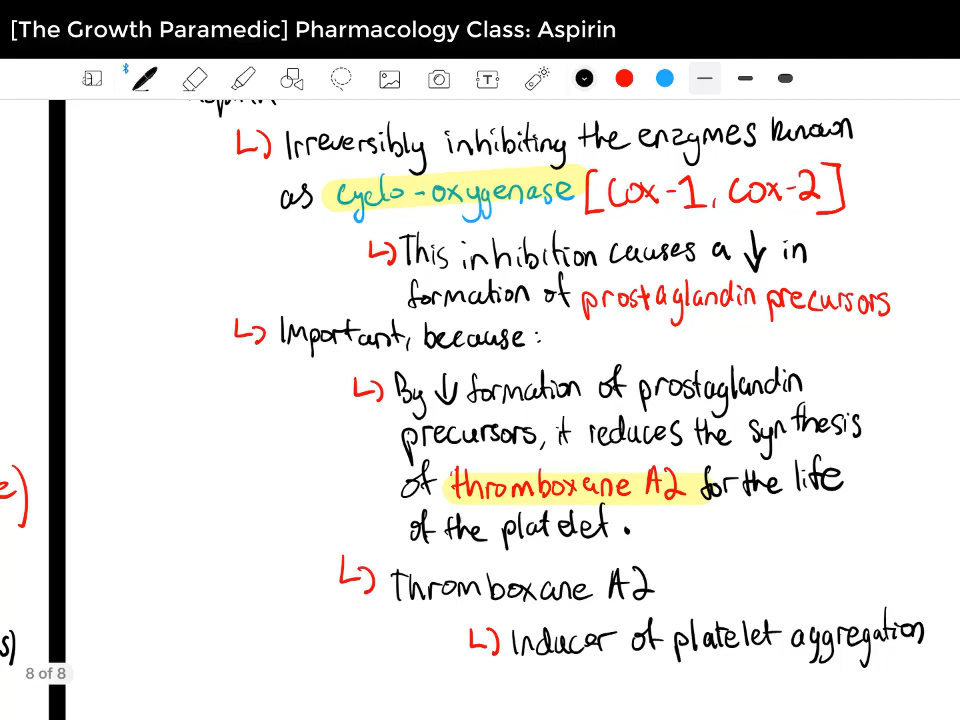 [The Growth Paramedic] Pharmacology Class: Aspirin
Irreversibly inhibiting the enzymes known
as cyclo-oxygenase [Cox-1, Cox-2]
This inhibition causes a ↓ in
formation of prostaglandin precursors
Important, because:
By ↓ formation of prostaglandin
precursors, it reduces the synthesis
of thromboxane A2 for the life
of the platelet.
Thromboxane A2
Inducer of platelet aggregation
8 of 8